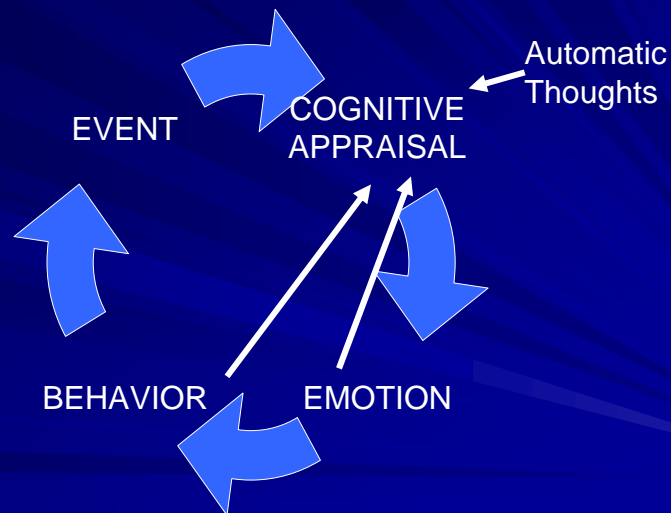 Automatic
Thoughts
COGNITIVE
APPRAISAL
EVENT
BEHAVIOR
EMOTION